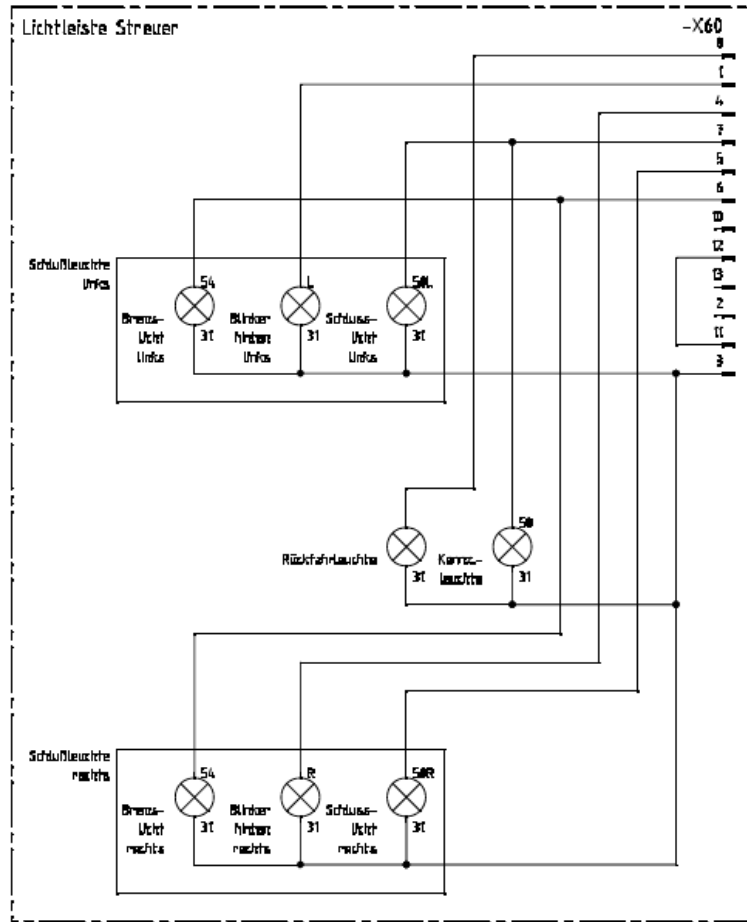 Lichtleiste Streuer
-X60
8
1
4
7
5
6
10
12
13
2
11
3
Schlußleuchte
links
54
Brems-
licht
links
31
L
Blinker
hinten
links
31
58L
Schluss-
licht
links
31
Rückfahrleuchte
31
58
Kennz-
leuchte
31
Schlußleuchte
rechts
54
Brems-
licht
rechts
31
R
Blinker
hinten
rechts
31
58R
Schluss-
licht
rechts
31